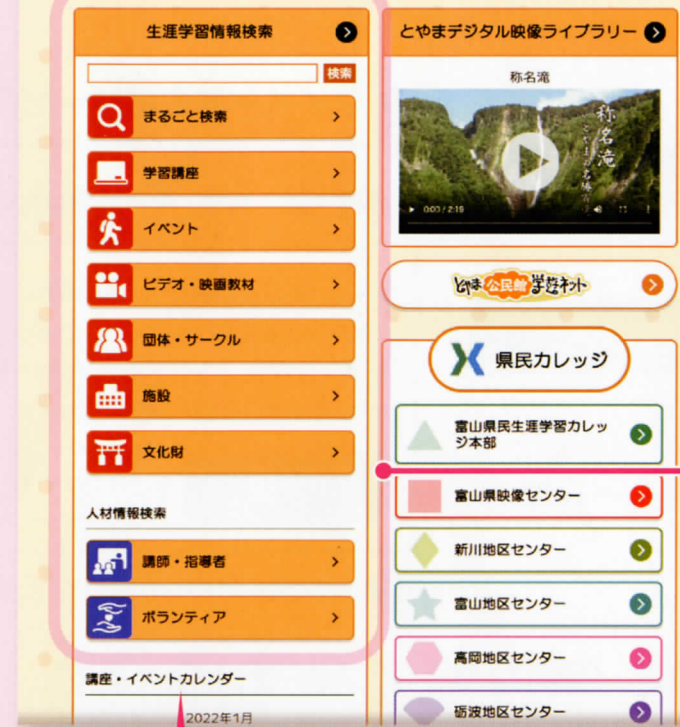 生涯学習情報検索
検索
まるごと検索
学習講座
イベント
ビデオ・映画教材
団体・サークル
施設
文化財
人材情報検索
講師・指導者
ボランティア
講座・イベントカレンダー
2022年1月
とやまデジタル映像ライブラリー
称名滝
称名滝
0:00 / 2:19
とやま公民館学遊ネット
県民カレッジ
富山県民生涯学習カレッ
ジ本部
富山県映像センター
新川地区センター
富山地区センター
高岡地区センター
砺波地区センター